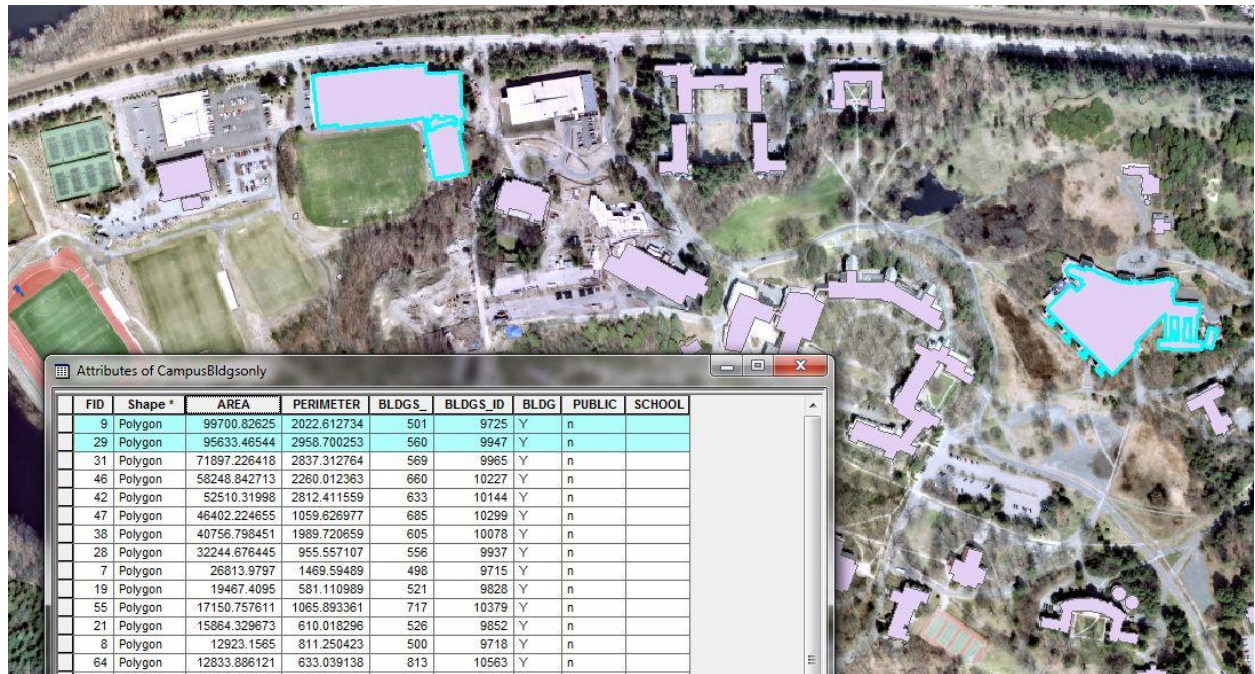 Attributes of CampusBldgsonly
FID Shape * AREA PERIMETER BLDGS_ BLDGS_ID BLDG PUBLIC SCHOOL
9 Polygon 99700.82625 2022.612734 501 9725 Y n
29 Polygon 95633.46544 2958.700253 560 9947 Y n
31 Polygon 71897.226418 2837.312764 569 9965 Y n
46 Polygon 58248.842713 2260.012363 660 10227 Y n
42 Polygon 52510.31998 2812.411559 633 10144 Y n
47 Polygon 46402.224655 1059.626977 685 10299 Y n
38 Polygon 40756.798451 1989.720659 605 10078 Y n
28 Polygon 32244.676445 955.557107 556 9937 Y n
7 Polygon 26813.9797 1469.59489 498 9715 Y n
19 Polygon 19467.4095 581.110989 521 9828 Y n
55 Polygon 17150.757611 1065.893361 717 10379 Y n
21 Polygon 15864.329673 610.018296 526 9852 Y n
8 Polygon 12923.1565 811.250423 500 9718 Y n
64 Polygon 12833.886121 633.039138 813 10563 Y n